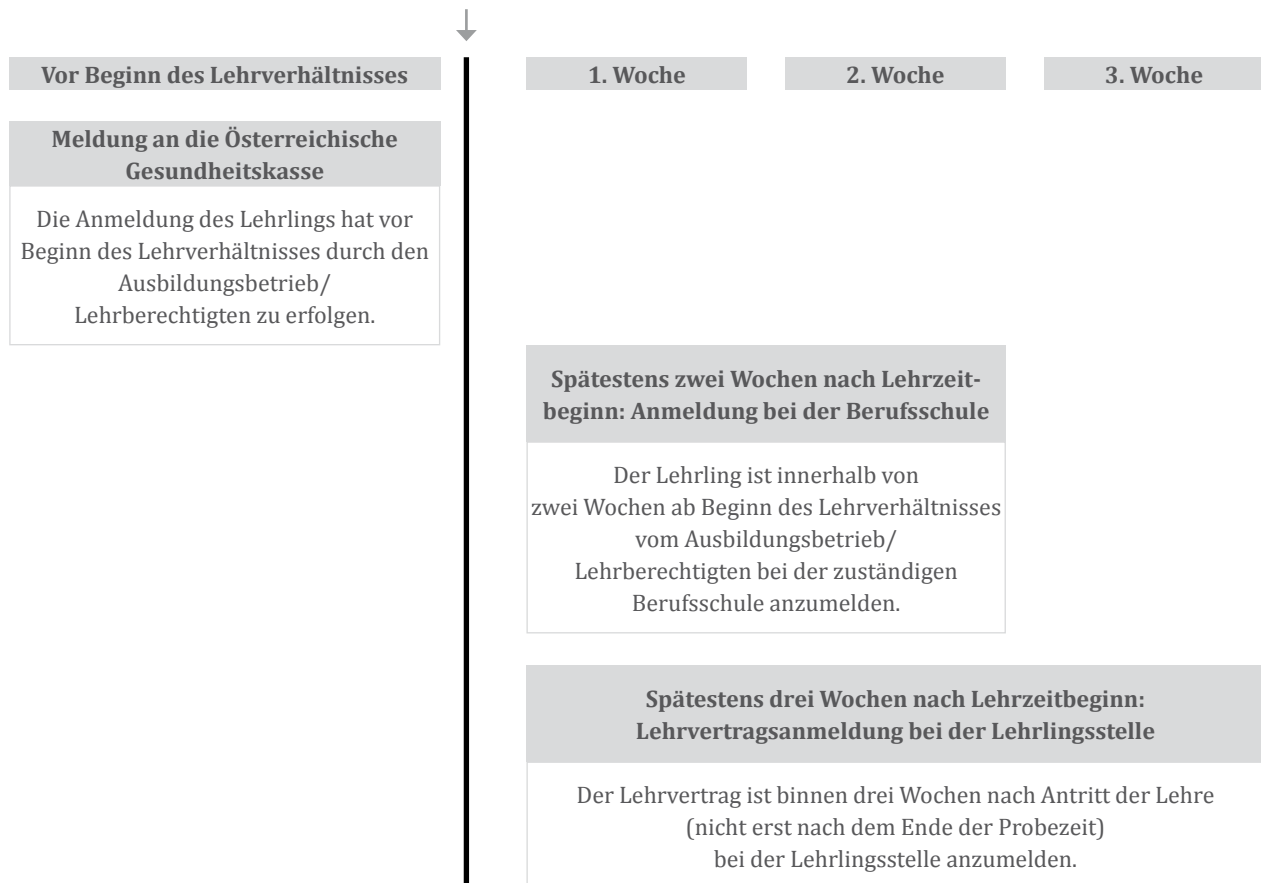 Vor Beginn des Lehrverhältnisses
1. Woche
2. Woche
3. Woche
Meldung an die Österreichische
Gesundheitskasse
Die Anmeldung des Lehrlings hat vor
Beginn des Lehrverhältnisses durch den
Ausbildungsbetrieb/
Lehrberechtigten zu erfolgen.
Spätestens zwei Wochen nach Lehrzeit-
beginn: Anmeldung bei der Berufsschule
Der Lehrling ist innerhalb von
zwei Wochen ab Beginn des Lehrverhältnisses
vom Ausbildungsbetrieb/
Lehrberechtigten bei der zuständigen
Berufsschule anzumelden.
Spätestens drei Wochen nach Lehrzeitbeginn:
Lehrvertragsanmeldung bei der Lehrlingsstelle
Der Lehrvertrag ist binnen drei Wochen nach Antritt der Lehre
(nicht erst nach dem Ende der Probezeit)
bei der Lehrlingsstelle anzumelden.